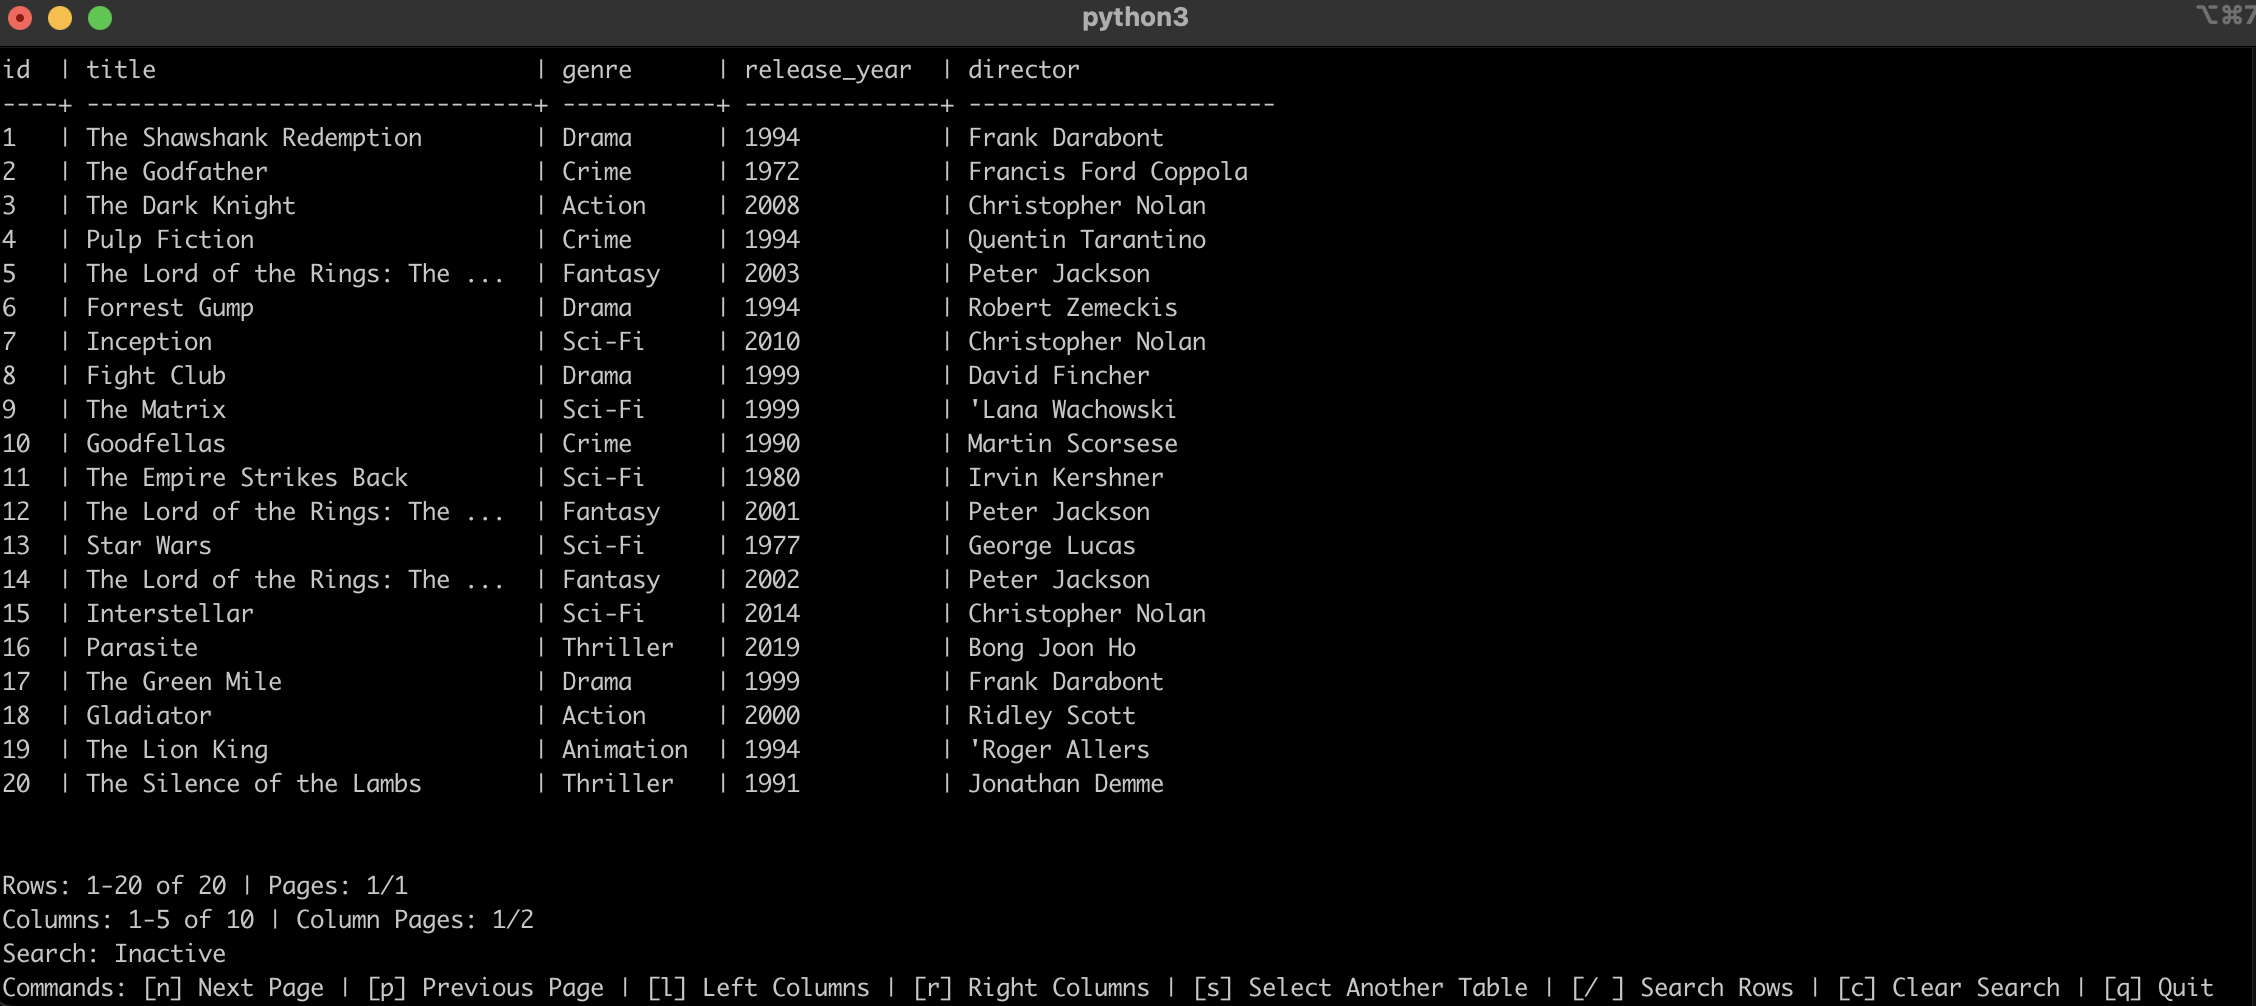 python3 ⌥⌘7
id | title | genre | release_year | director
----+ --------------------------------+ -----------+ --------------+ ----------------------
1 | The Shawshank Redemption | Drama | 1994 | Frank Darabont
2 | The Godfather | Crime | 1972 | Francis Ford Coppola
3 | The Dark Knight | Action | 2008 | Christopher Nolan
4 | Pulp Fiction | Crime | 1994 | Quentin Tarantino
5 | The Lord of the Rings: The ... | Fantasy | 2003 | Peter Jackson
6 | Forrest Gump | Drama | 1994 | Robert Zemeckis
7 | Inception | Sci-Fi | 2010 | Christopher Nolan
8 | Fight Club | Drama | 1999 | David Fincher
9 | The Matrix | Sci-Fi | 1999 | 'Lana Wachowski
10 | Goodfellas | Crime | 1990 | Martin Scorsese
11 | The Empire Strikes Back | Sci-Fi | 1980 | Irvin Kershner
12 | The Lord of the Rings: The ... | Fantasy | 2001 | Peter Jackson
13 | Star Wars | Sci-Fi | 1977 | George Lucas
14 | The Lord of the Rings: The ... | Fantasy | 2002 | Peter Jackson
15 | Interstellar | Sci-Fi | 2014 | Christopher Nolan
16 | Parasite | Thriller | 2019 | Bong Joon Ho
17 | The Green Mile | Drama | 1999 | Frank Darabont
18 | Gladiator | Action | 2000 | Ridley Scott
19 | The Lion King | Animation | 1994 | 'Roger Allers
20 | The Silence of the Lambs | Thriller | 1991 | Jonathan Demme
Rows: 1-20 of 20 | Pages: 1/1
Columns: 1-5 of 10 | Column Pages: 1/2
Search: Inactive
Commands: [n] Next Page | [p] Previous Page | [l] Left Columns | [r] Right Columns | [s] Select Another Table | [/ ] Search Rows | [c] Clear Search | [q] Quit